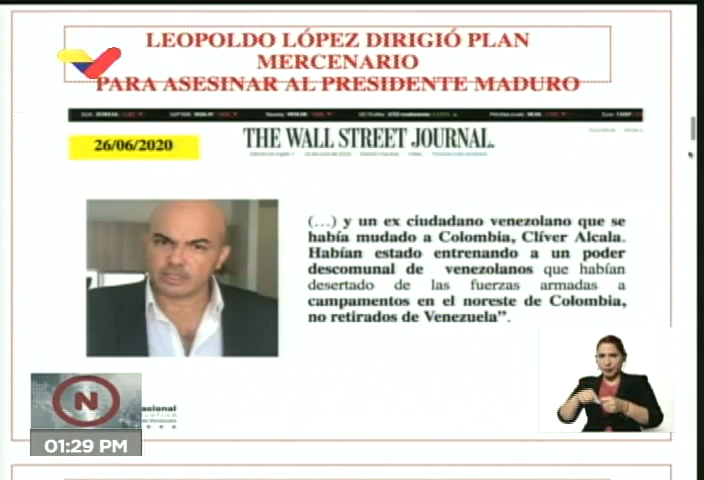 LEOPOLDO LÓPEZ DIRIGIÓ PLAN
MERCENARIO
PARA ASESINAR AL PRESIDENTE MADURO
26/06/2020
THE WALL STREET JOURNAL.
(...) y un ex ciudadano venezolano que se
había mudado a Colombia, Clíver Alcala.
Habían estado entrenando a un poder
descomunal de venezolanos que habían
desertado de las fuerzas armadas a
campamentos en el noreste de Colombia,
no retirados de Venezuela".
N
01:29 PM